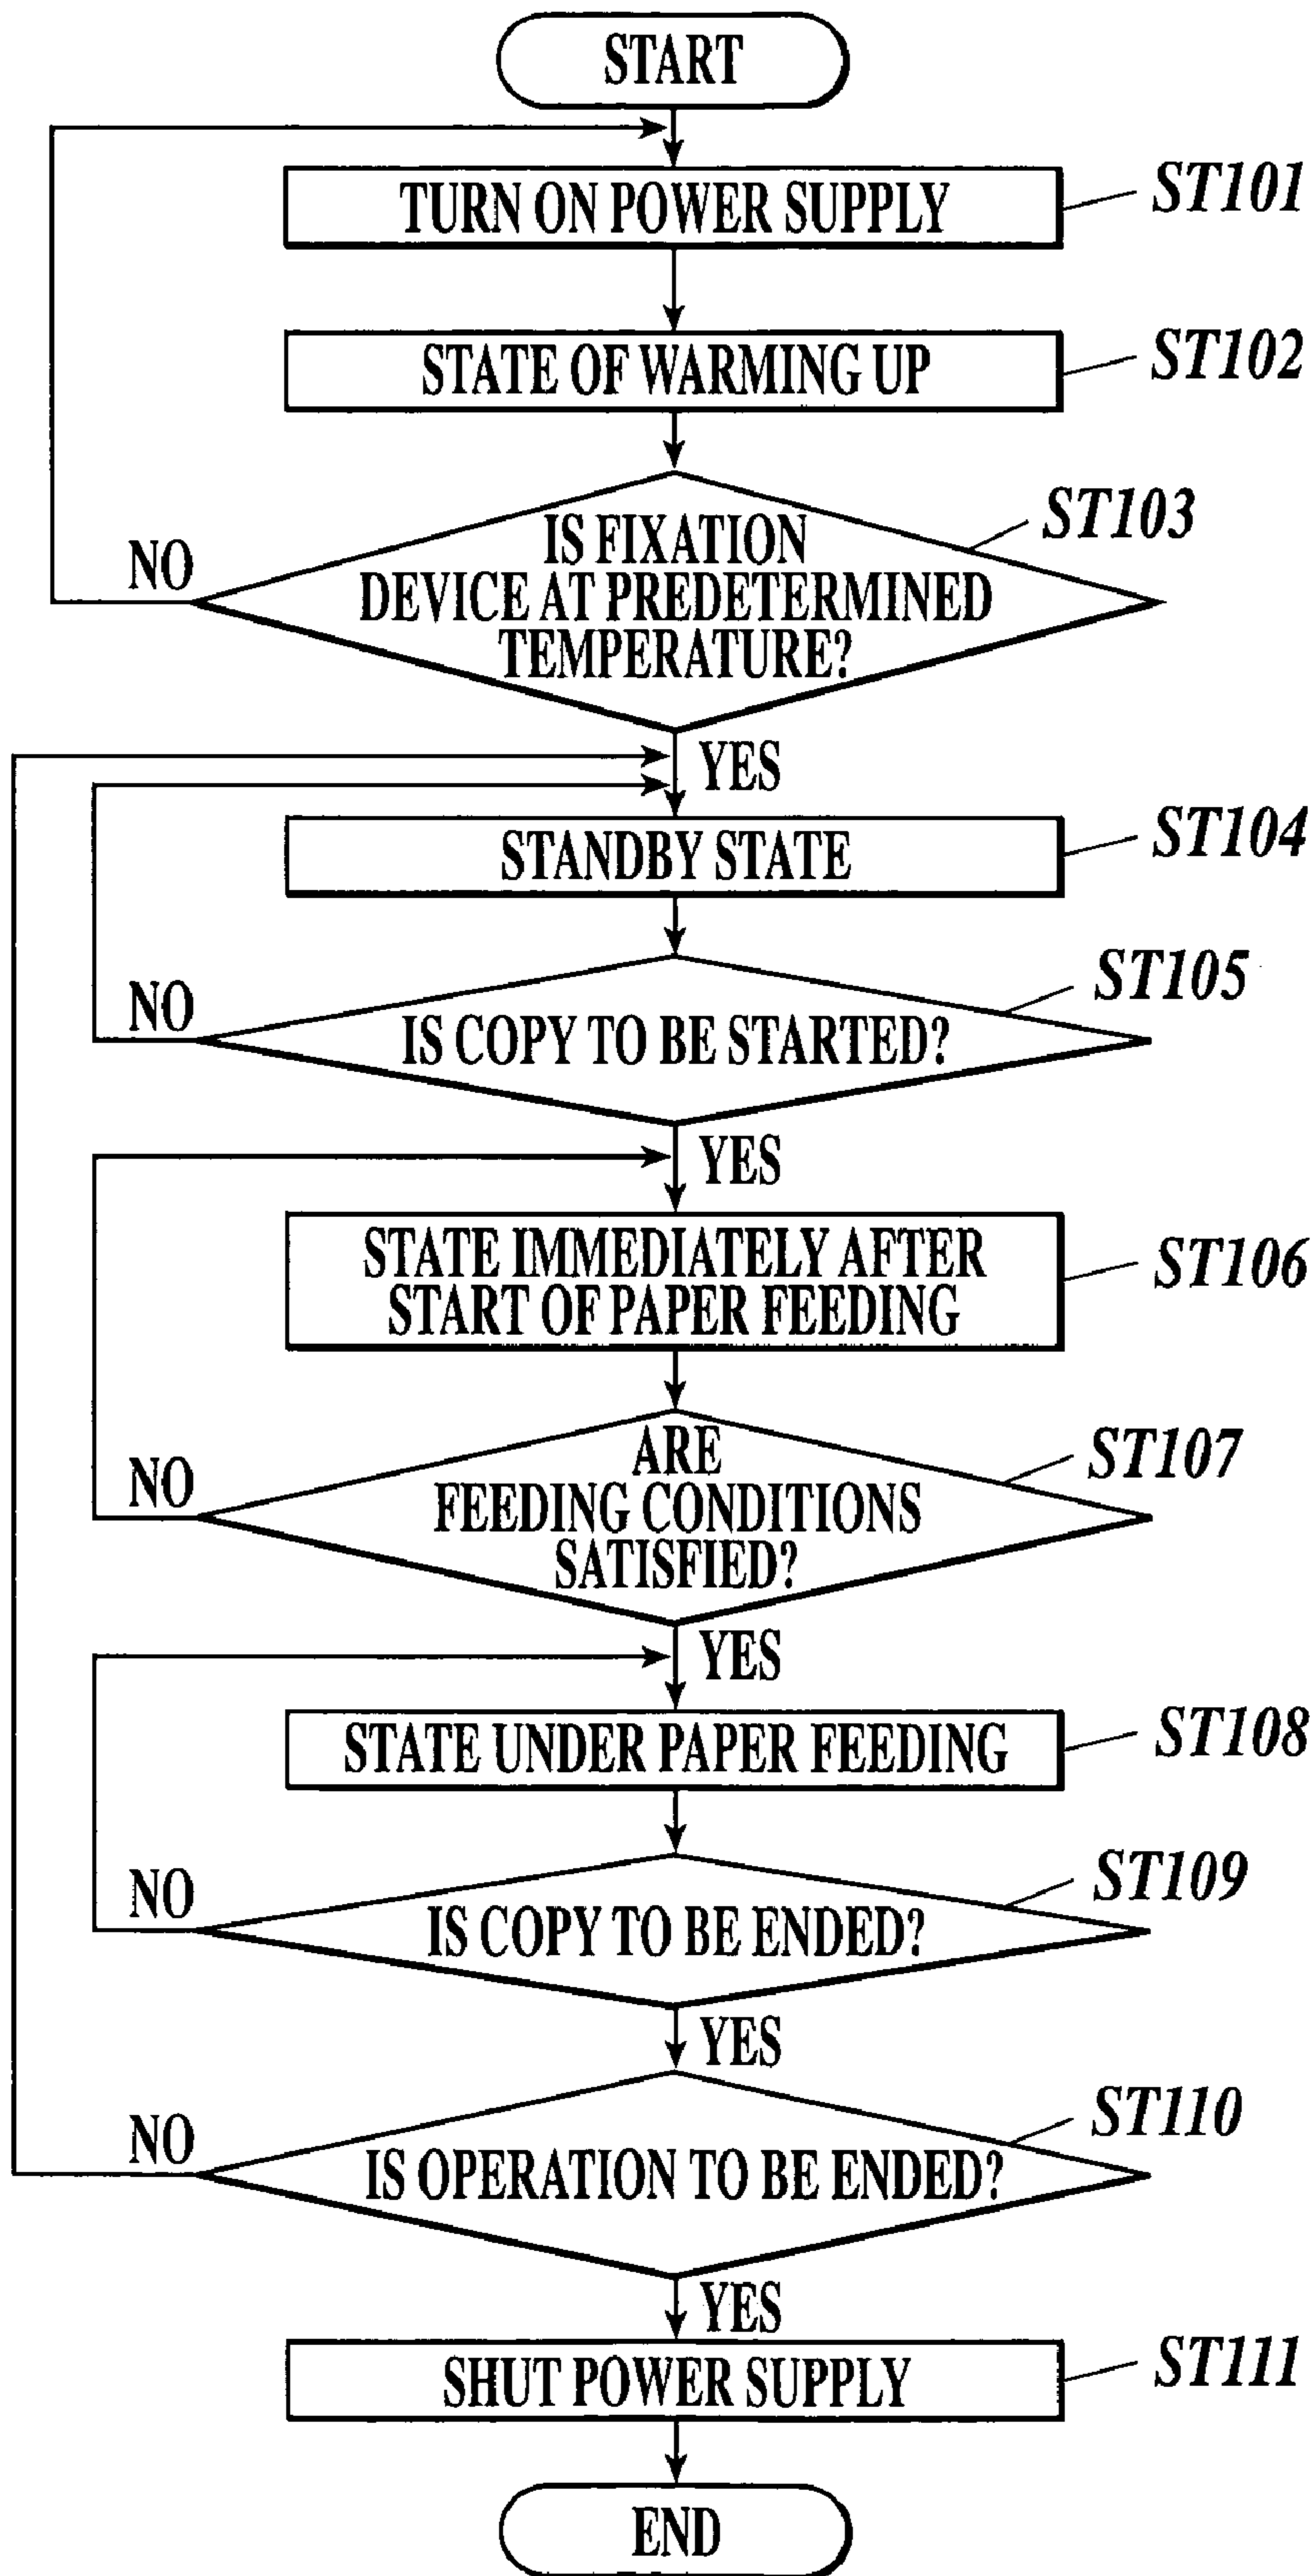 START
TURN ON POWER SUPPLY
ST101
STATE OF WARMING UP
ST102
IS FIXATION
DEVICE AT PREDETERMINED
TEMPERATURE?
ST103
NO
YES
STANDBY STATE
ST104
IS COPY TO BE STARTED?
ST105
NO
YES
STATE IMMEDIATELY AFTER
START OF PAPER FEEDING
ST106
ARE
FEEDING CONDITIONS
SATISFIED?
ST107
NO
YES
STATE UNDER PAPER FEEDING
ST108
IS COPY TO BE ENDED?
ST109
NO
YES
IS OPERATION TO BE ENDED?
ST110
NO
YES
SHUT POWER SUPPLY
ST111
END